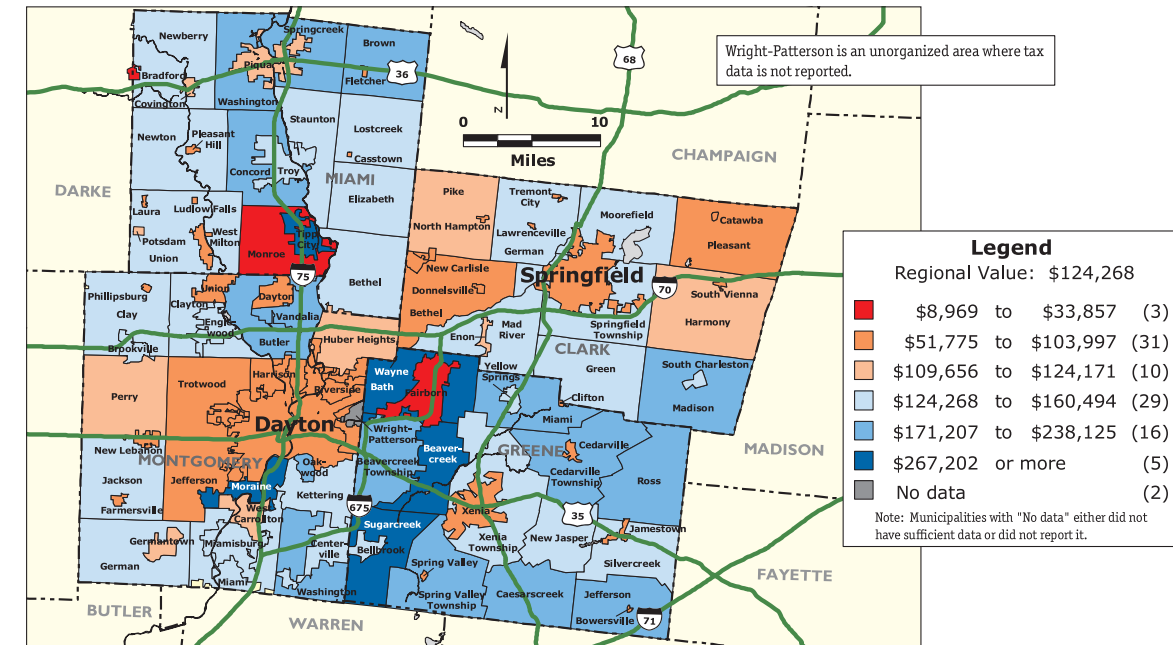 Newberry
Springcreek
Brown
Piqua
Bradford
36
Fletcher
68
Wright-Patterson is an unorganized area where tax
data is not reported.
Covington
Washington
Staunton
Lostcreek
Newton
Pleasant
Hill
Casstown
Concord
Troy
N
0
10
Miles
CHAMPAIGN
DARKE
MIAMI
Elizabeth
Pike
Tremont
City
Moorefield
Laura
Ludlow Falls
West
Milton
Tipp
City
North Hampton
Lawrenceville
Catawba
Potsdam
Union
Monroe
German
Pleasant
75
Bethel
New Carlisle
Springfield
Donnelsville
70
South Vienna
Phillipsburg
Union
Dayton
Clayton
Clay
Engle-
wood
Vandalia
Bethel
Springfield
Township
Harmony
Mad
River
Enon
Butler
Huber Heights
Brookville
CLARK
Wayne
Yellow
Springs
Green
South Charleston
Harrison
Trotwood
Riverside
Bath
Fairborn
Perry
Clifton
Madison
Dayton
Wright-
Patterson
Miami
Cedarville
New Lebanon
MONTGOMERY
Beaver-
creek
GREENE
MADISON
Oak-
wood
Beavercreek
Township
Cedarville
Township
Ross
Jackson
Jefferson
Moraine
Kettering
Farmersville
West
Carrollton
675
Xenia
35
Sugarcreek
Jamestown
Germantown
Miamisburg
Center-
ville
Bellbrook
Xenia
Township
New Jasper
German
Miami
Spring Valley
Silvercreek
FAYETTE
Washington
Spring Valley
Township
Caesarscreek
Jefferson
Bowersville
71
BUTLER
WARREN
Legend
Regional Value: $124,268
$8,969 to $33,857 (3)
$51,775 to $103,997 (31)
$109,656 to $124,171 (10)
$124,268 to $160,494 (29)
$171,207 to $238,125 (16)
$267,202 or more (5)
No data (2)
Note: Municipalities with "No data" either did not
have sufficient data or did not report it.